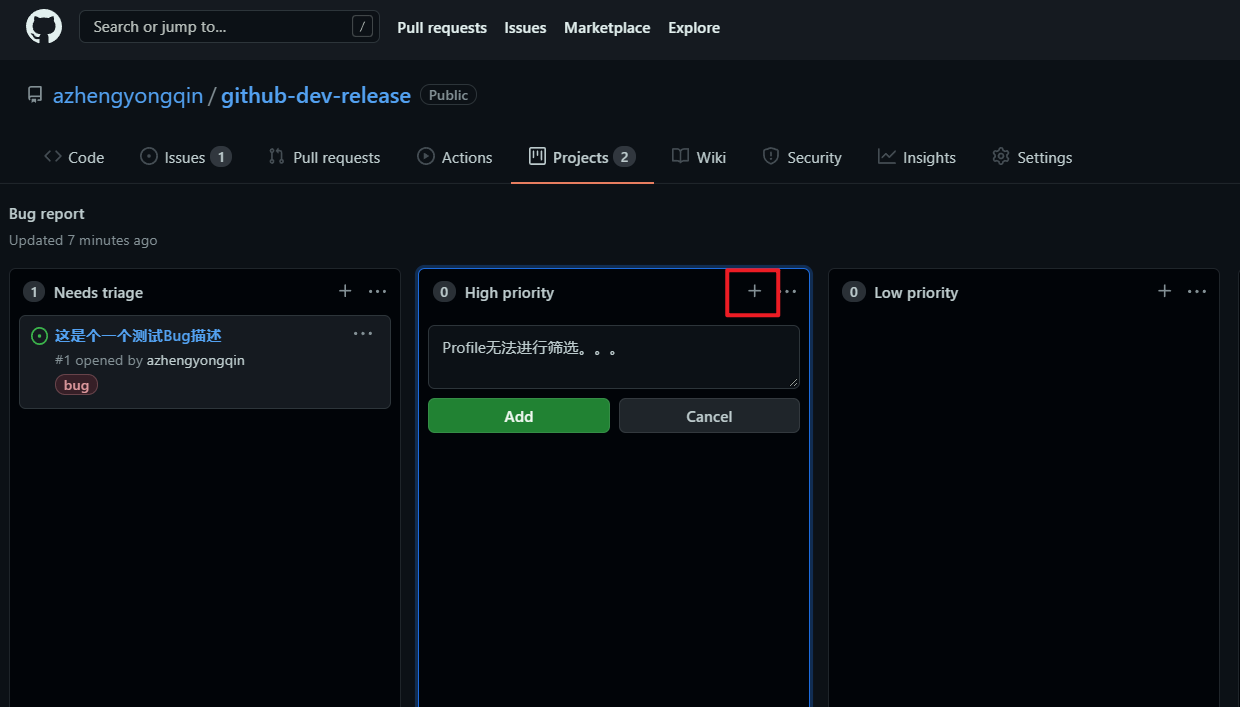 Search or jump to... /
Pull requests Issues Marketplace Explore
azhengyongqin / github-dev-release Public
Code Issues 1 Pull requests Actions Projects 2 Wiki Security Insights Settings
Bug report
Updated 7 minutes ago
1 Needs triage
这是个一个测试Bug描述
#1 opened by azhengyongqin
bug
0 High priority
Profile无法进行筛选。。。
Add Cancel
0 Low priority